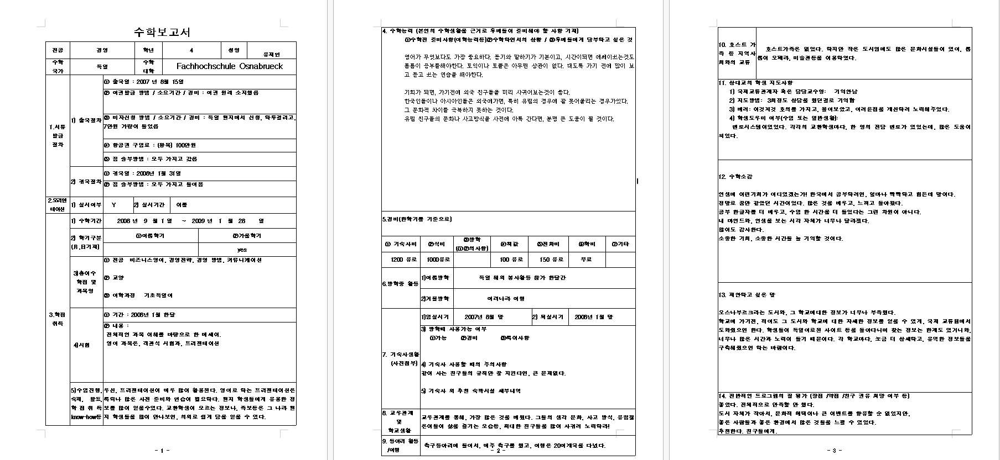 수학보고서
전공 경영 학년 4 성명 유재인
수학국가 독일 수학대학 Fachhochschule Osnabrueck
1.서류발급절차
1) 출국절차
① 출국일 : 2007 년 8월 15일
② 여권발급 방법 / 소요기간 / 경비 : 여권 원래 소지했음
③ 비자신청 방법 / 소요기간 / 경비 : 독일 현지에서 신청, 하루걸리고,
7만원 가량이 들었음
④ 항공권 구입료 : (왕복) 100만원
⑤ 짐 송부방법 : 모두 가지고 갔음
2) 귀국절차
① 귀국일 : 2008년 1월 31일
② 짐 송부방법 : 모두 가지고 들어옴
2.오리엔테이션 1) 실시여부 Y 2) 실시기간 이틀
3.학점취득
1) 수학기간 2008 년 9 월 1 일 ~ 2009 년 1 월 28 일
2) 학기구분(月,日기재) ①여름학기 ②가을학기
yes
3)총이수학점 및 과목명
① 전공 비즈니스영어, 경영전략, 경영 방법, 커뮤니케이션
② 교양
③ 어학과정 기초독일어
4)시험
① 기간 : 2008년 1월 한달
② 내용 :
전체적인 과목 이해를 바탕으로 한 에세이.
영어 과목은, 객관식 시험과, 프리젠테이션
5)수업진행, 우선, 프리젠테이션이 매우 많이 활용된다. 영어로 하는 프리젠테이션은
숙제, 발표, 특히나 많은 사전 준비와 연습이 필요하다. 현지 학생들에게 유용한 정
학점취득 보를 많이 얻을수있다. 교환학생이 모르는 정보나, 족보등은 그 나라 현
know-how등 지 학생들을 많이 만나보면, 의외로 쉽게 답을 얻을 수 있다.
- 1 -
4. 수학능력 (본인의 수학생활을 근거로 후배들이 준비해야 할 사항 기재)
①수학전 준비사항(어학능력등)②수학학연서의 상황 / ③후배들에게 당부하고 싶은 것
영어가 무엇보다도 가장 중요하다. 듣기와 말하기가 기본이고, 시간이되면 에세이쓰는것도
틈틈이 공부를해야한다. 토익이나 토플은 아무런 상관이 없다. 되도록 가기 전에 많이 보
고 듣고 쓰는 연습을 해야한다.
기회가 되면, 가기전에 외국 친구들을 미리 사귀어보는것이 좋다.
한국인들이나 아시아인들은 외국에가면, 특히 유럽의 경우에 잘 못어울리는 경우가있다.
그 문화적 차이를 극복하지 못하는 것이다.
유럽 친구들의 문화나 사고방식을 사전에 아록 간다면, 분명 큰 도움이 될 것이다.
5.경비(한학기를 기준으로)
① 기숙사비 ②식비 ③방학(①②의사항) ④책값 ⑤전화비 ⑥학비 ⑦기타
1200 유로 1000유로 100 유로 150 유로 무료
6.방학중 활동
1)여름방학 독일 해외 봉사활동 참가 한달간
2)겨울방학 여러나라 여행
7. 기숙사생활(사진첨부)
1)입실시기 2007년 8월 말 2) 퇴실시기 2008년 1월 말
3) 방학때 사용가능 여부
①가능 ②경비 ③특이사항
4) 기숙사 사용할 때의 주의사항
같이 사는 친구들의 규칙만 잘 지킨다면, 큰 문제없다.
5) 기숙사 외 추천 숙박시설 세부내역
8. 교우관계 및 학교생활
교우관계를 통해, 가장 많은 것을 배웠다. 그들의 생각 문화, 사고 방식, 유럽젊
은이들이 삶을 즐기는 모습등, 최대한 친구들을 많이 사귀려 노력하라!
9. 동아리 활동/여행 축구동아리에 들어서, 매주 축구를 했고, 여행은 20여개국을 다녔다.
- 2 -
10. 호스트 가족 등 지역사회와의 교류
호스트가족은 없었다. 하지만 작은 도시임에도 많은 문화시설들이 있어, 틈
틈이 오페라, 미술관등을 이용하였다.
11. 상대교의 학생 지도사항
1) 국제교류관계자 혹은 담당교수명: 기억안남
2) 지도방법: 3회정도 상담을 했던걸로 기억함
3) 배려: 이것저것 호의를 가지고, 물어보았고, 어려운점을 개선하려 노력해주었다.
4) 학생도우미 여부(수업 또는 일반생활):
멘토시스템이있었다. 각각의 교환학생마다, 한 명의 전담 멘토가 있었는데, 많은 도움이
되었다.
12. 수학소감
인생에 이런기회가 어디있겠는가! 한국에서 공부하려면, 얼마나 빡빡하고 힘든데 말이다.
정말로 꿈만 같았던 시간이었다. 많은 것을 배우고, 느끼고 돌아왔다.
공부 한글자를 더 배우고, 수업 한 시간을 더 들었다는 그런 차원이 아니다.
내 마인드와, 인생을 보는 시각 자체가 너무나 달라졌다.
많이도 감사한다.
소중한 기회, 소중한 시간들 늘 기억할 것이다.
13. 제안하고 싶은 말
오스나부르크라는 도시와, 그 학교에대한 정보가 너무나 부족했다.
학교에 가기전, 적어도 그 도시와 학교에 대한 자세한 정보를 얻을 수 있게, 국제 교류팀에서
도와줬으면 한다. 학생들이 독일어로된 사이트 등을 돌아다니며 찾는 정보는 한계도 있거니와,
너무나 많은 시간과 노력이 들기 때문이다. 각 학교마다, 조금 더 상세하고, 유익한 정보들을
구축해줬으면 하는 바람이다.
14. 전반적인 프로그램의 질 평가 (장점 /약점 /친구 권유 희망 여부 등)
좋았다. 전체적으로 만족할 만 했다.
도시 자체가 작아서, 문화적 혜택이나 큰 이벤트를 향유할 순 없었지만,
좋은 사람들과 좋은 환경에서 많은 것들을 느낄 수 있었다.
추천한다. 친구들에게.
- 3 -